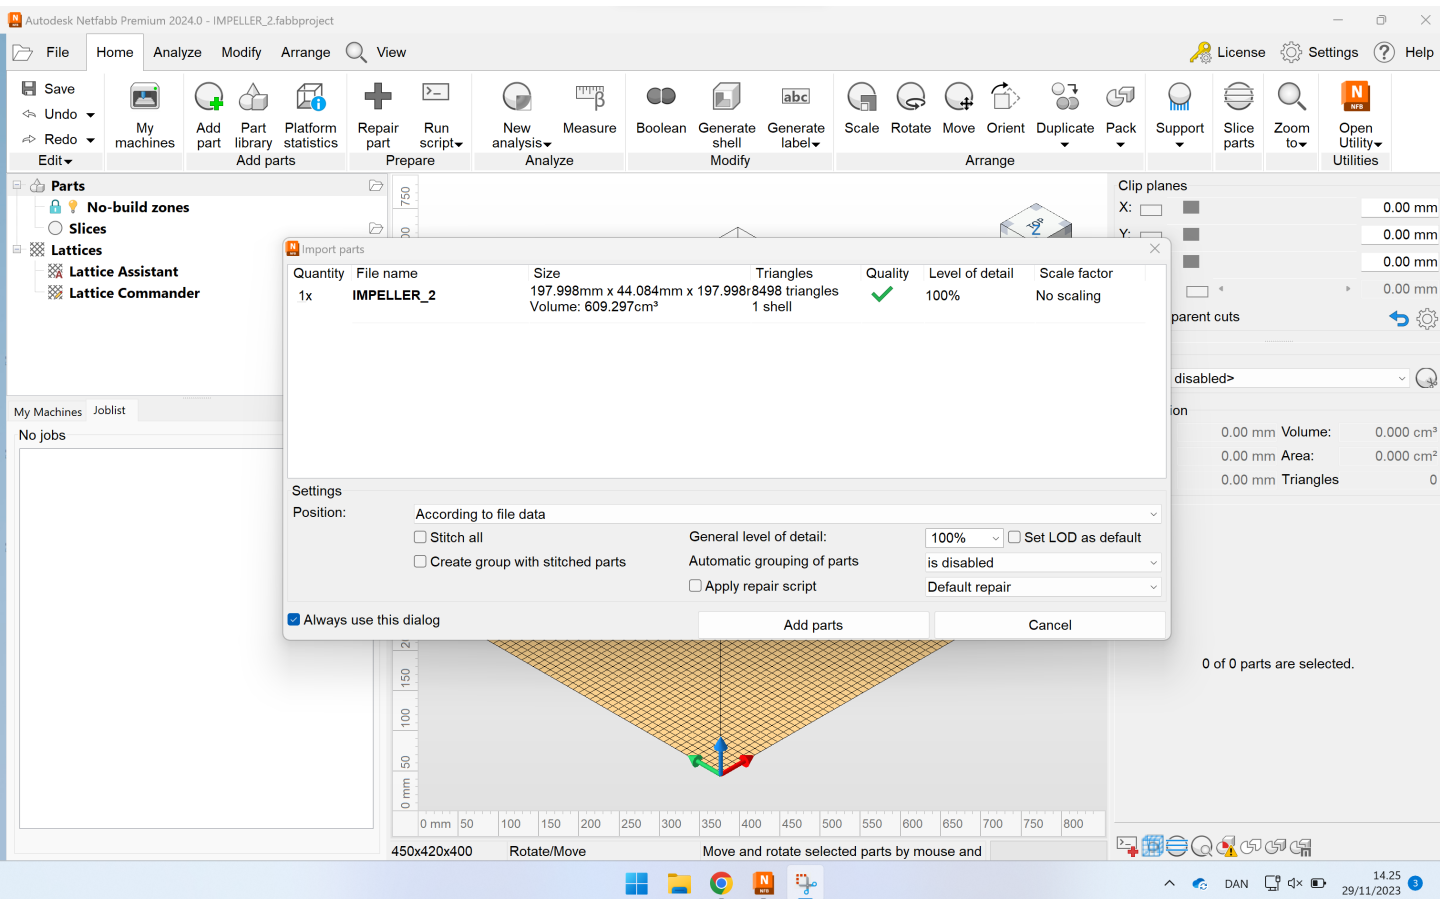 Autodesk Netfabb Premium 2024.0 - IMPELLER_2.fabbproject
File Home Analyze Modify Arrange View License Settings Help
Save
Undo
Redo
Edit
My machines
Add part
Part library
Platform statistics
Add parts
Repair part
Run script
Prepare
New analysis
Measure
Analyze
Boolean
Generate shell
abc
Generate label
Modify
Scale
Rotate
Move
Orient
Duplicate
Pack
Arrange
Support
Slice parts
Zoom to
N
NFB
Open Utility
Utilities
Parts
No-build zones
Slices
Lattices
Lattice Assistant
Lattice Commander
My Machines Joblist
No jobs
750
TOP
Z
Clip planes
X: 0.00 mm
Y: 0.00 mm
0.00 mm
0.00 mm
parent cuts
disabled>
ion
0.00 mm Volume: 0.000 cm³
0.00 mm Area: 0.000 cm²
0.00 mm Triangles 0
0 of 0 parts are selected.
Import parts
Quantity File name Size Triangles Quality Level of detail Scale factor
1x IMPELLER_2 197.998mm x 44.084mm x 197.998r 8498 triangles 100% No scaling
Volume: 609.297cm³ 1 shell
Settings
Position: According to file data
Stitch all General level of detail: 100% Set LOD as default
Create group with stitched parts Automatic grouping of parts is disabled
Apply repair script Default repair
Always use this dialog Add parts Cancel
150
100
50
0 mm
0 mm 50 100 150 200 250 300 350 400 450 500 550 600 650 700 750 800
450x420x400 Rotate/Move Move and rotate selected parts by mouse and
DAN 14.25
29/11/2023 3